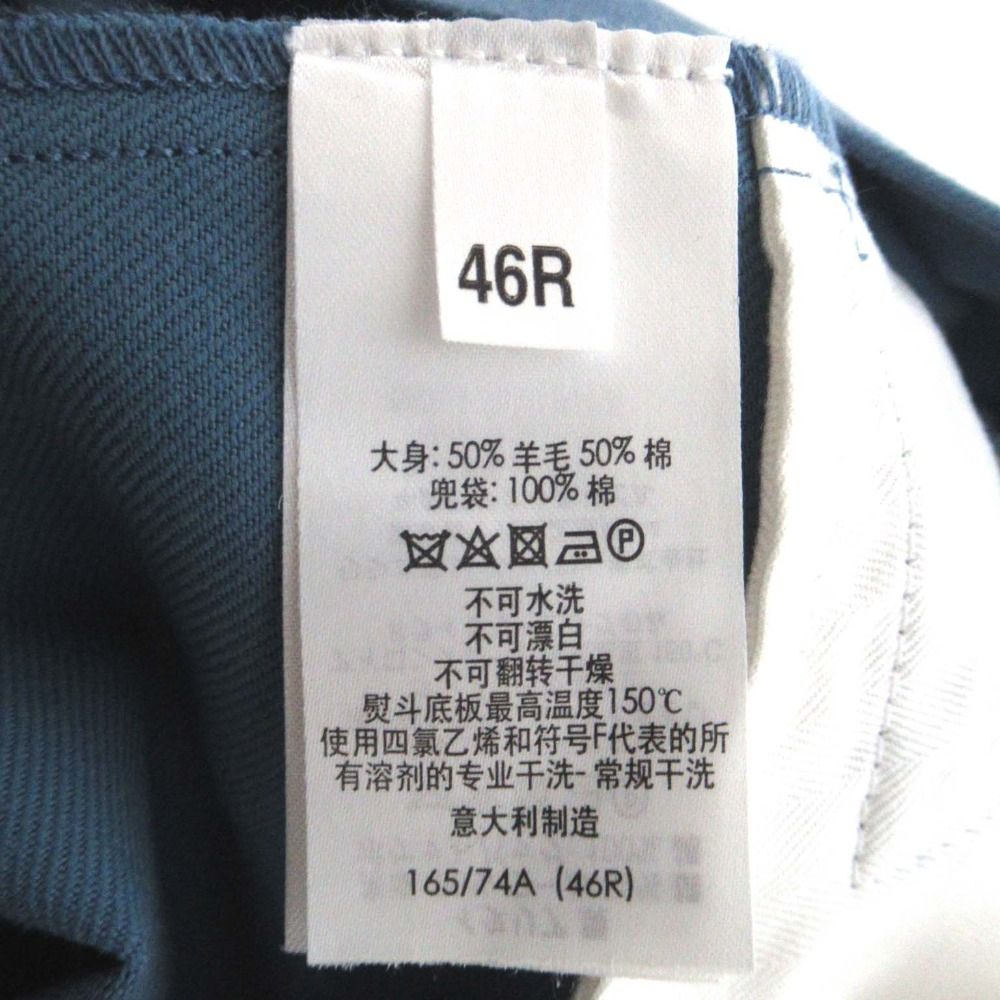 46R
大身: 50% 羊毛 50% 棉
兜袋: 100% 棉
P
不可水洗
不可漂白
不可翻转干燥
熨斗底板最高温度150℃
使用四氯乙烯和符号F代表的所
有溶剂的专业干洗- 常规干洗
意大利制造
165/74A (46R)